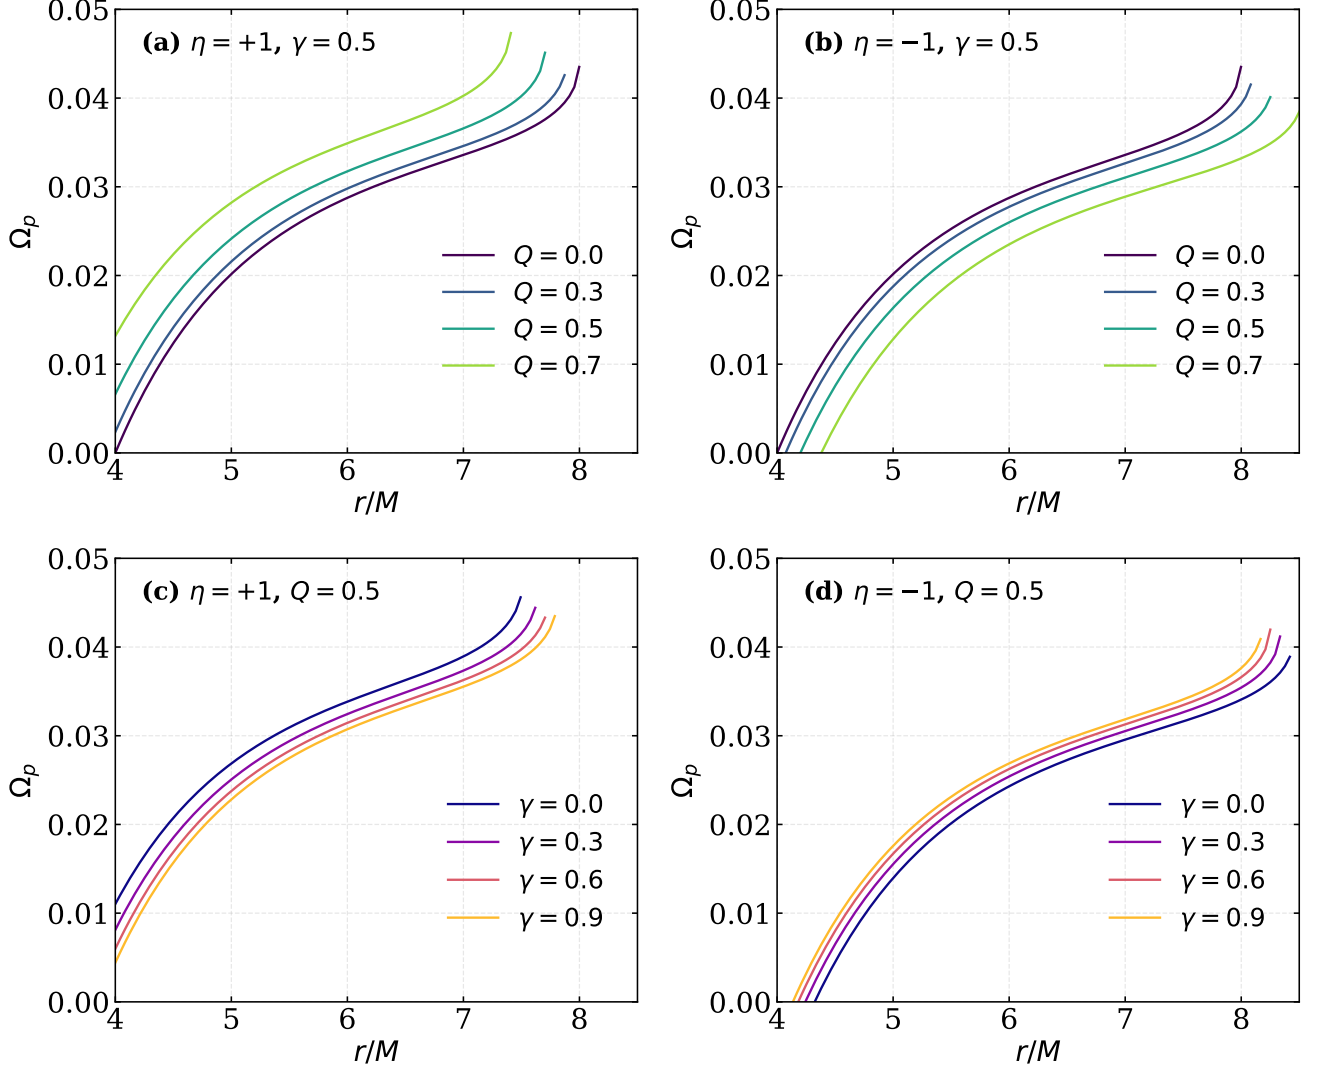 (a) η = +1, γ = 0.5
0.05
0.04
0.03
0.02
0.01
0.00
Ωp
Q = 0.0
Q = 0.3
Q = 0.5
Q = 0.7
4 5 6 7 8
r/M
(b) η = −1, γ = 0.5
0.05
0.04
0.03
0.02
0.01
0.00
Ωp
Q = 0.0
Q = 0.3
Q = 0.5
Q = 0.7
4 5 6 7 8
r/M
(c) η = +1, Q = 0.5
0.05
0.04
0.03
0.02
0.01
0.00
Ωp
γ = 0.0
γ = 0.3
γ = 0.6
γ = 0.9
4 5 6 7 8
r/M
(d) η = −1, Q = 0.5
0.05
0.04
0.03
0.02
0.01
0.00
Ωp
γ = 0.0
γ = 0.3
γ = 0.6
γ = 0.9
4 5 6 7 8
r/M